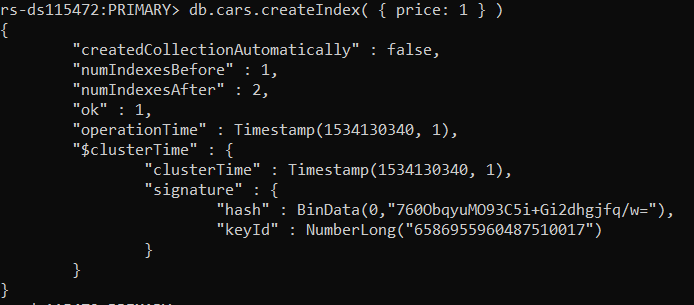 rs-ds115472:PRIMARY> db.cars.createIndex( { price: 1 } )
{
        "createdCollectionAutomatically" : false,
        "numIndexesBefore" : 1,
        "numIndexesAfter" : 2,
        "ok" : 1,
        "operationTime" : Timestamp(1534130340, 1),
        "$clusterTime" : {
                "clusterTime" : Timestamp(1534130340, 1),
                "signature" : {
                        "hash" : BinData(0,"760ObqyuMO93C5i+Gi2dhgjfq/w="),
                        "keyId" : NumberLong("6586955960487510017")
                }
        }
}